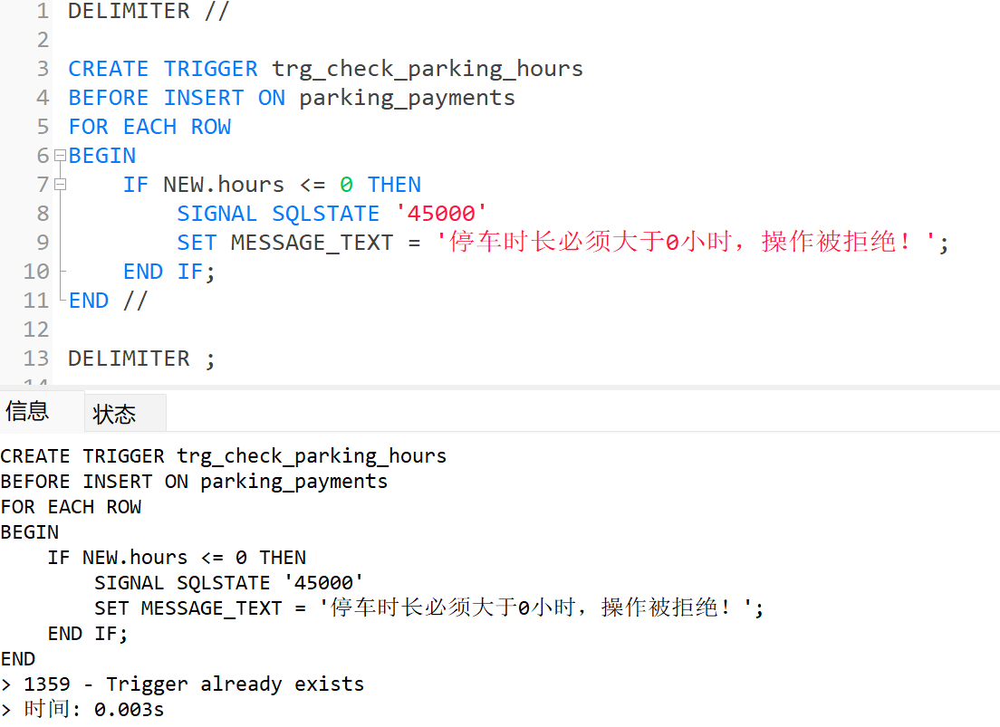 1 DELIMITER //
2
3 CREATE TRIGGER trg_check_parking_hours
4 BEFORE INSERT ON parking_payments
5 FOR EACH ROW
6 BEGIN
7     IF NEW.hours <= 0 THEN
8         SIGNAL SQLSTATE '45000'
9         SET MESSAGE_TEXT = '停车时长必须大于0小时，操作被拒绝！';
10     END IF;
11 END //
12
13 DELIMITER ;
14
信息 状态
CREATE TRIGGER trg_check_parking_hours
BEFORE INSERT ON parking_payments
FOR EACH ROW
BEGIN
    IF NEW.hours <= 0 THEN
        SIGNAL SQLSTATE '45000'
        SET MESSAGE_TEXT = '停车时长必须大于0小时，操作被拒绝！';
    END IF;
END
> 1359 - Trigger already exists
> 时间: 0.003s